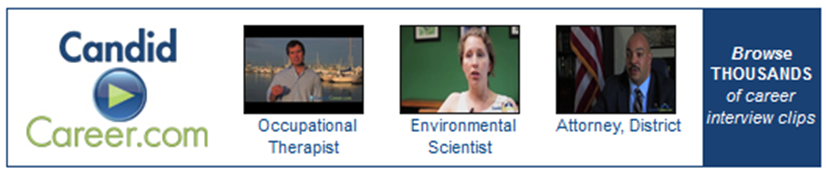 Candid
Career.com
Occupational
Therapist
Environmental
Scientist
Attorney, District
Browse
THOUSANDS
of career
interview clips